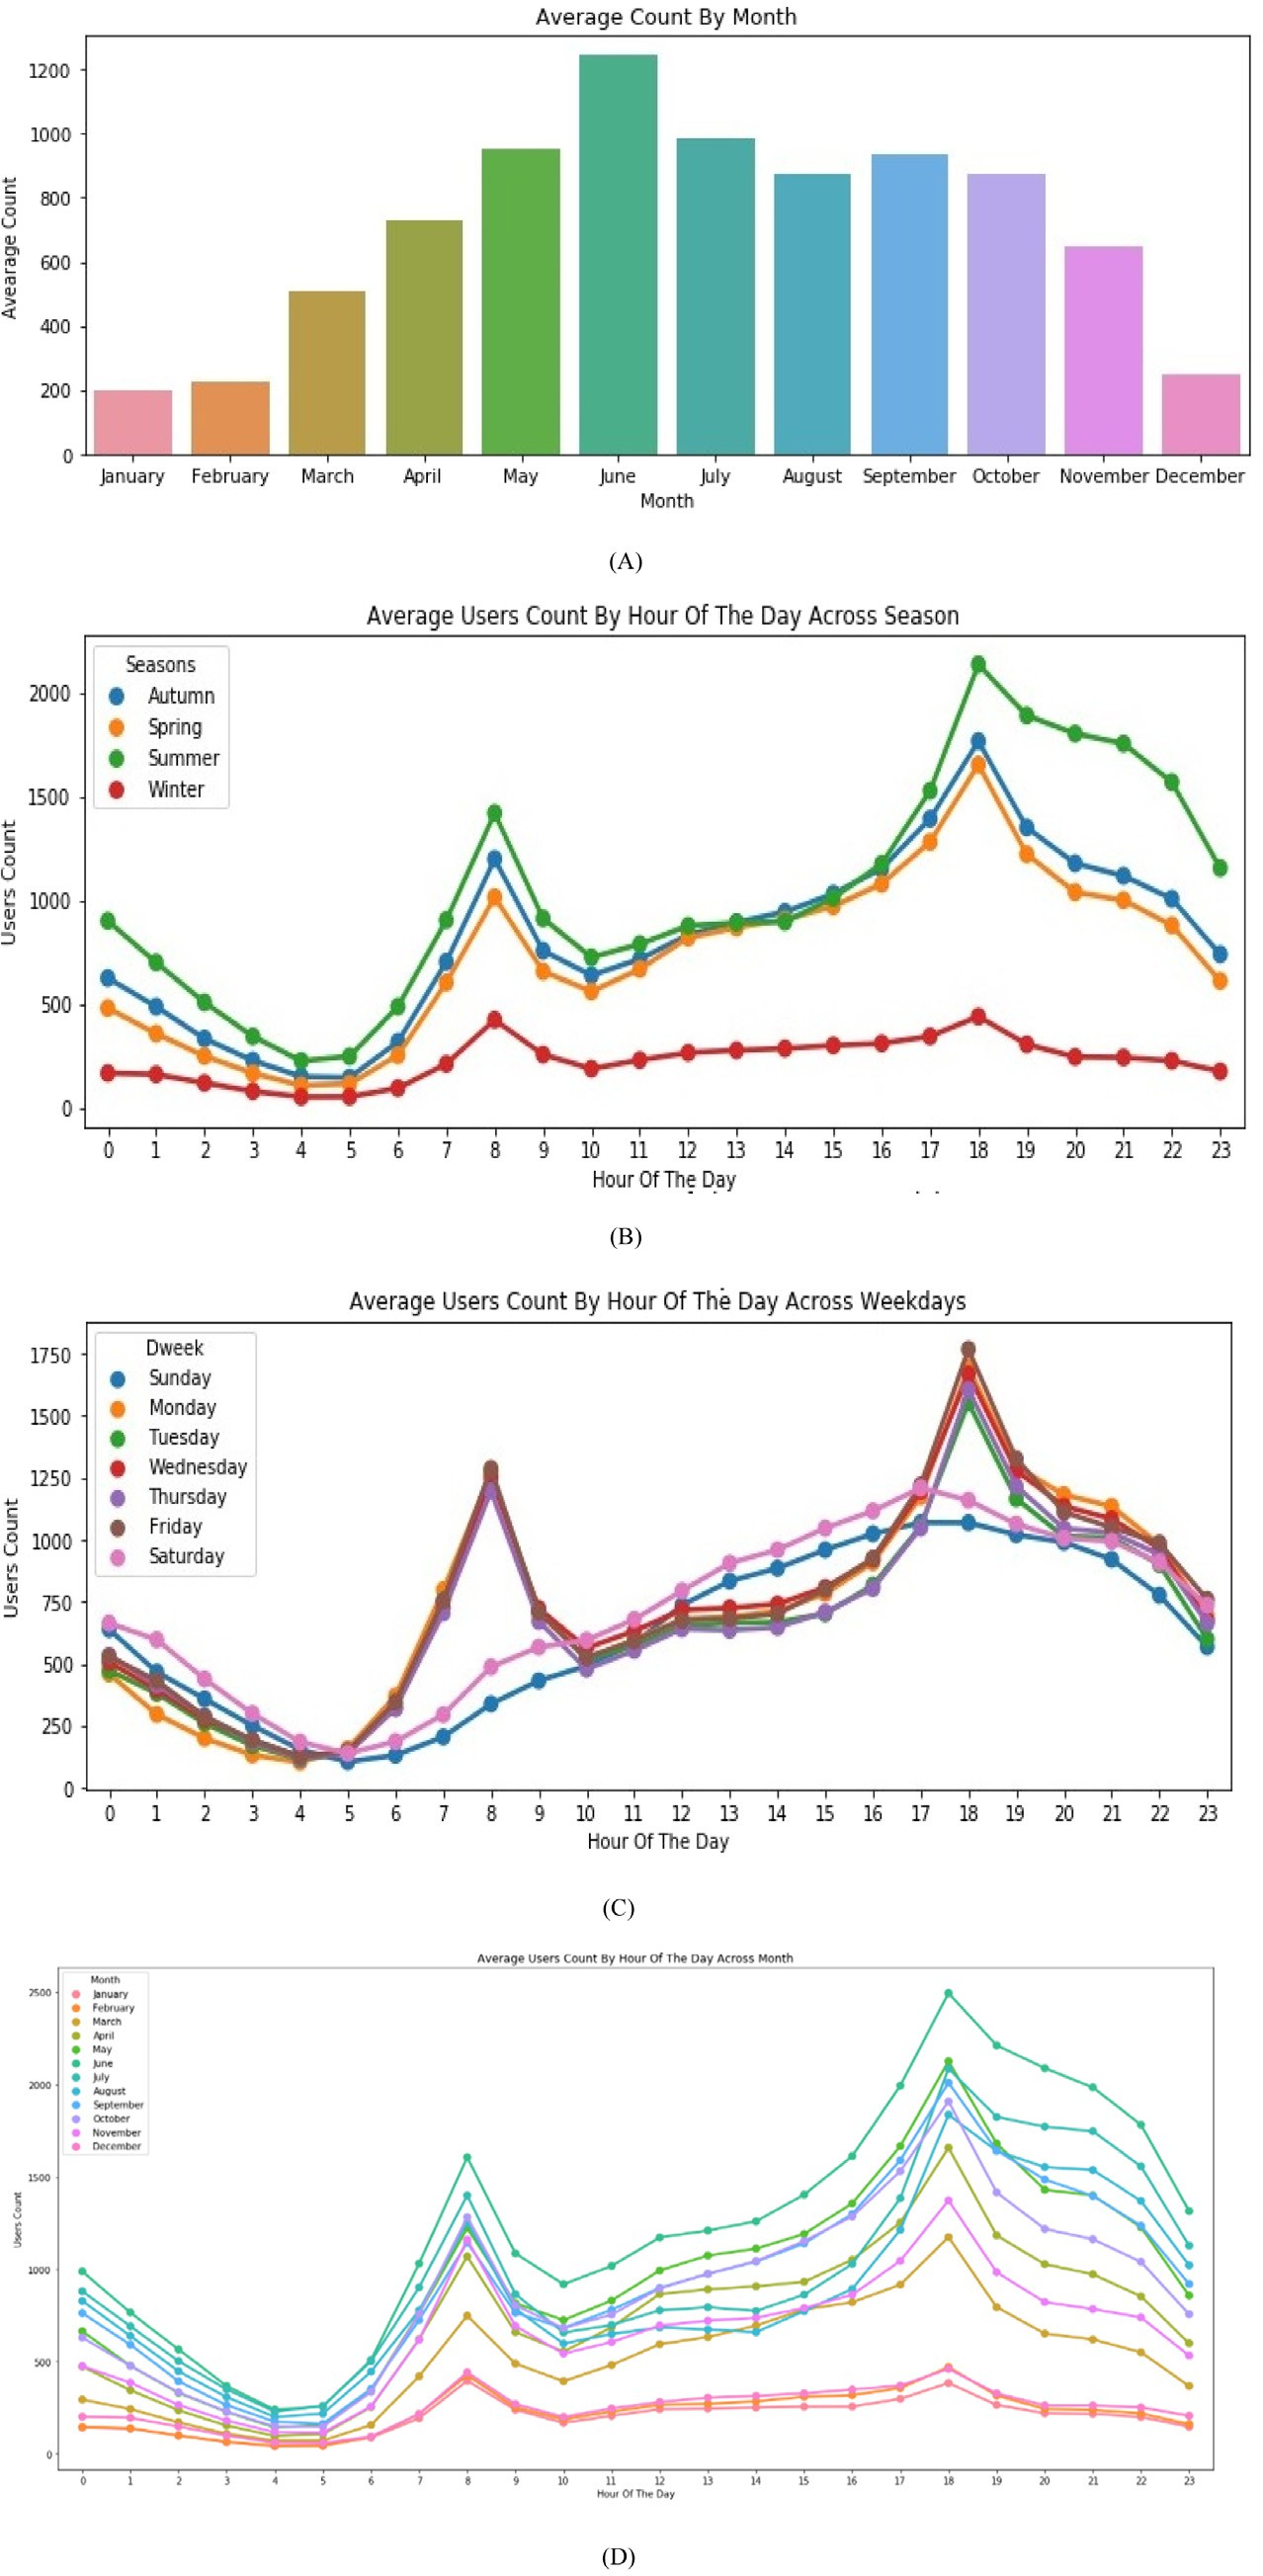 Average Count By Month
Avearage Count
1200
1000
800
600
400
200
0
January February March April May June July August September October November December
Month
(A)
Average Users Count By Hour Of The Day Across Season
Users Count
2000
1500
1000
500
0
Seasons
Autumn
Spring
Summer
Winter
0 1 2 3 4 5 6 7 8 9 10 11 12 13 14 15 16 17 18 19 20 21 22 23
Hour Of The Day
(B)
Average Users Count By Hour Of The Day Across Weekdays
Users Count
1750
1500
1250
1000
750
500
250
0
Dweek
Sunday
Monday
Tuesday
Wednesday
Thursday
Friday
Saturday
0 1 2 3 4 5 6 7 8 9 10 11 12 13 14 15 16 17 18 19 20 21 22 23
Hour Of The Day
(C)
Average Users Count By Hour Of The Day Across Month
Users Count
2500
2000
1500
1000
500
0
Month
January
February
March
April
May
June
July
August
September
October
November
December
0 1 2 3 4 5 6 7 8 9 10 11 12 13 14 15 16 17 18 19 20 21 22 23
Hour Of The Day
(D)